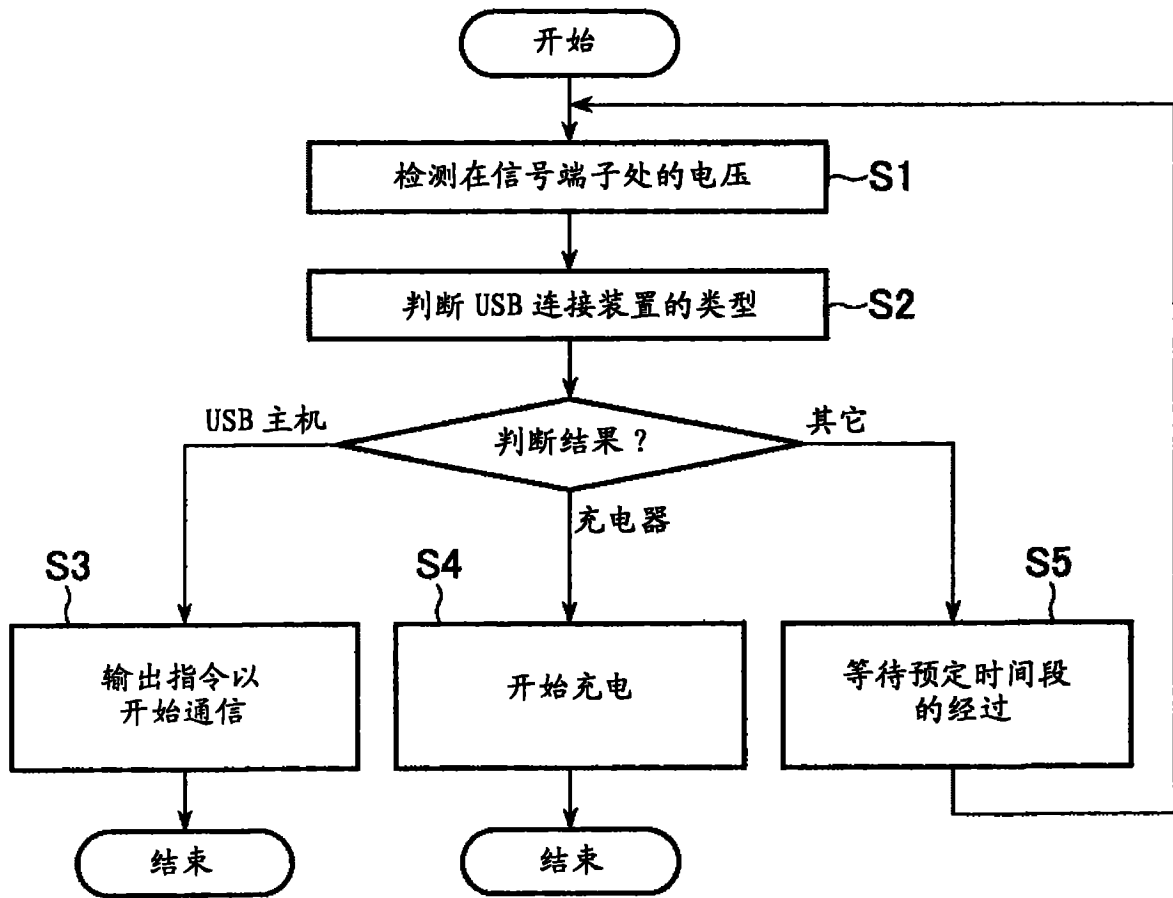 开始
检测在信号端子处的电压
S1
判断 USB 连接装置的类型
S2
USB 主机
判断结果？
其它
充电器
S3
S4
S5
输出指令以
开始通信
开始充电
等待预定时间段
的经过
结束
结束